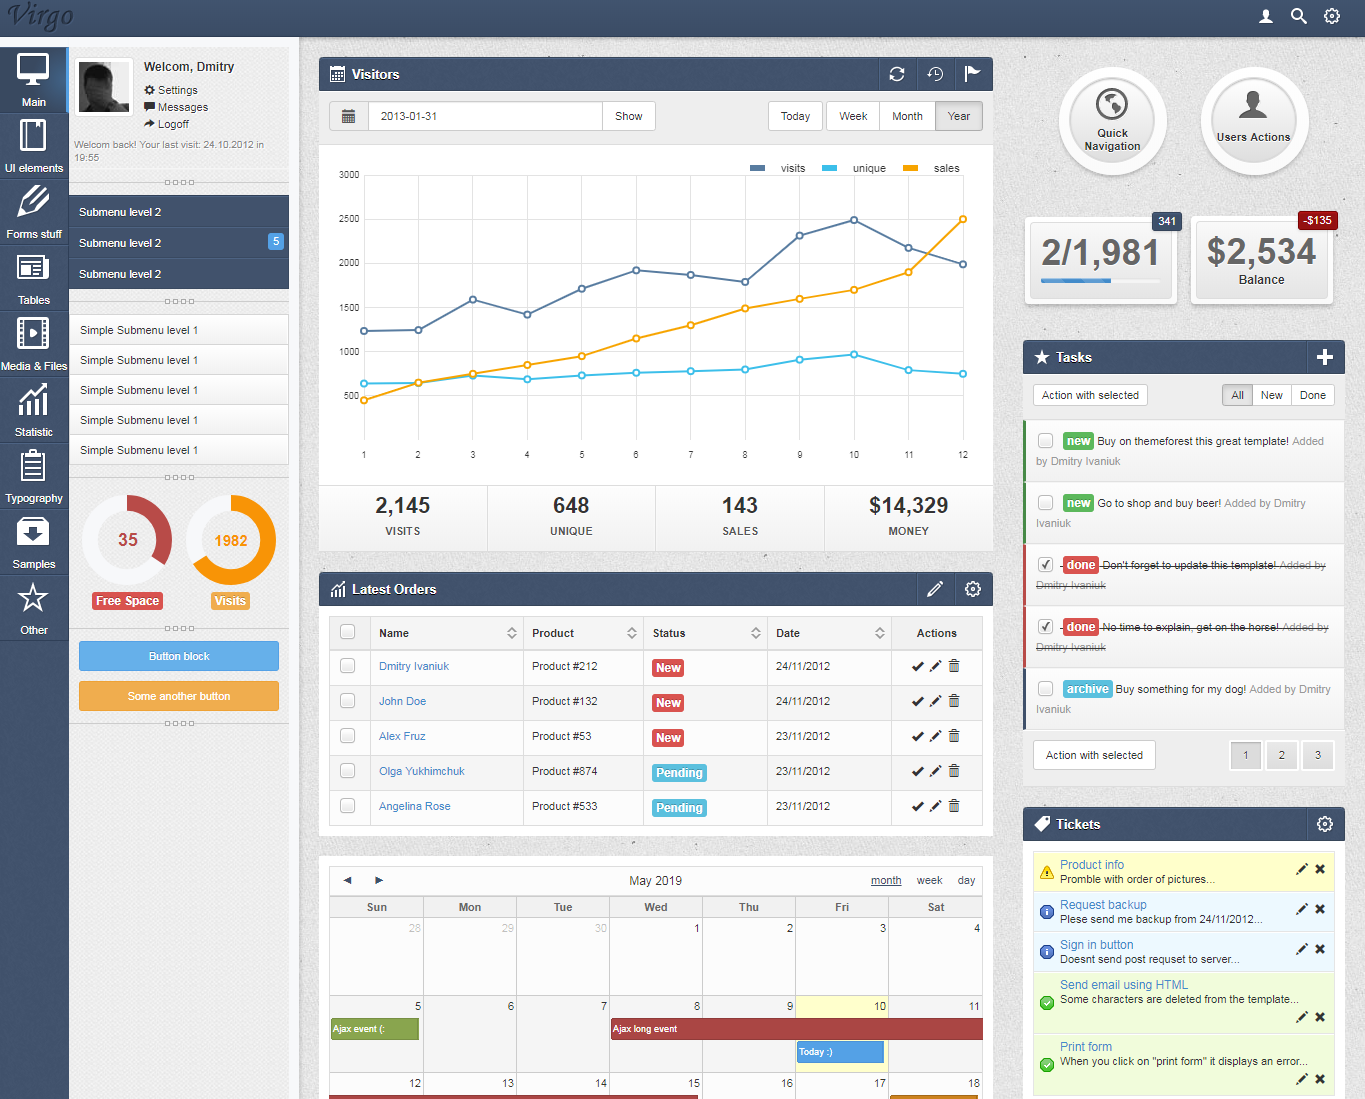 Virgo
Main
UI elements
Forms stuff
Tables
Media & Files
Statistic
Typography
Samples
Other
Welcom, Dmitry
Settings
Messages
Logoff
Welcom back! Your last visit: 24.10.2012 in
19:55
Submenu level 2
Submenu level 2 5
Submenu level 2
Simple Submenu level 1
Simple Submenu level 1
Simple Submenu level 1
Simple Submenu level 1
Simple Submenu level 1
35 1982
Free Space Visits
Button block
Some another button
Visitors
2013-01-31 Show Today Week Month Year
visits unique sales
3000
2500
2000
1500
1000
500
1 2 3 4 5 6 7 8 9 10 11 12
2,145 648 143 $14,329
VISITS UNIQUE SALES MONEY
Latest Orders
Name Product Status Date Actions
Dmitry Ivaniuk Product #212 New 24/11/2012
John Doe Product #132 New 24/11/2012
Alex Fruz Product #53 New 23/11/2012
Olga Yukhimchuk Product #874 Pending 23/11/2012
Angelina Rose Product #533 Pending 23/11/2012
May 2019 month week day
Sun Mon Tue Wed Thu Fri Sat
28 29 30 1 2 3 4
5 6 7 8 9 10 11
Ajax event (: Ajax long event
Today :)
12 13 14 15 16 17 18
Quick
Navigation
Users Actions
341
2/1,981
-$135
$2,534
Balance
Tasks
Action with selected All New Done
new Buy on themeforest this great template! Added
by Dmitry Ivaniuk
new Go to shop and buy beer! Added by Dmitry
Ivaniuk
- done Don't forget to update this template! Added by
Dmitry Ivaniuk
- done No time to explain, get on the horse! Added by
Dmitry Ivaniuk
archive Buy something for my dog! Added by Dmitry
Ivaniuk
Action with selected 1 2 3
Tickets
Product info
Promble with order of pictures...
Request backup
Plese send me backup from 24/11/2012...
Sign in button
Doesnt send post requset to server...
Send email using HTML
Some characters are deleted from the template...
Print form
When you click on "print form" it displays an error...